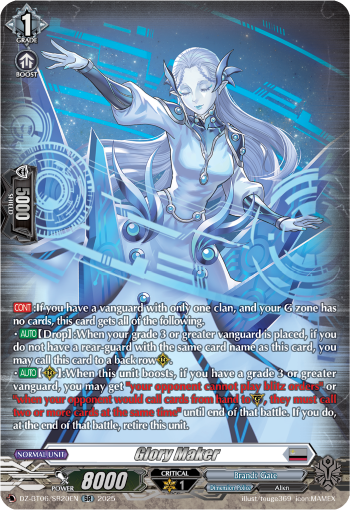 1
GRADE
BOOST
5000
SHIELD
CONT:If you have a vanguard with only one clan, and your G zone has
no cards, this card gets all of the following.
・AUTO[Drop]:When your grade 3 or greater vanguard is placed, if you
do not have a rear-guard with the same card name as this card, you
may call this card to a back row R.
・AUTO(R):When this unit boosts, if you have a grade 3 or greater
vanguard, you may get "your opponent cannot play blitz orders" or
"when your opponent would call cards from hand to G, they must call
two or more cards at the same time" until end of that battle. If you do,
at the end of that battle, retire this unit.
NORMAL UNIT
Glory Maker
POWER
8000
CRITICAL
1
Brandt Gate
Dimension Police
Alien
2025